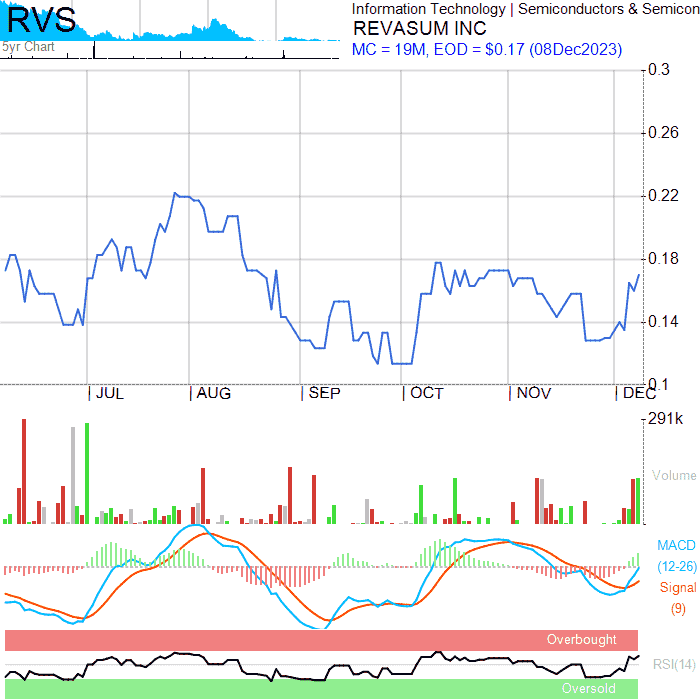 RVS
5yr Chart
Information Technology | Semiconductors & Semicon
REVASUM INC
MC = 19M, EOD = $0.17 (08Dec2023)
0.3
0.26
0.22
0.18
0.14
0.1
JUL AUG SEP OCT NOV DEC
291k
Volume
MACD
(12-26)
Signal
(9)
Overbought
RSI(14)
Oversold